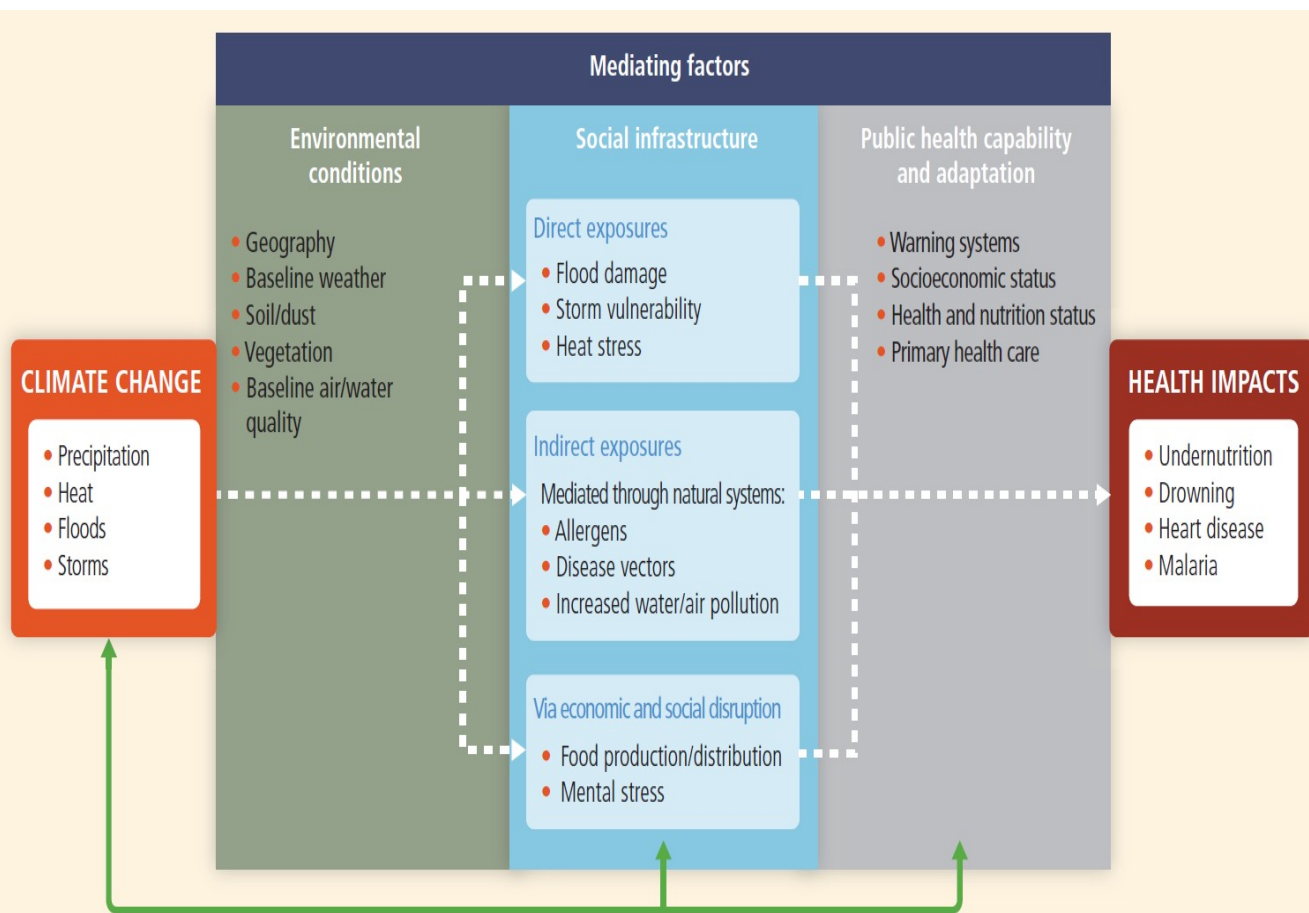 Mediating factors
Environmental
conditions
• Geography
• Baseline weather
• Soil/dust
• Vegetation
• Baseline air/water
quality
Social infrastructure
Direct exposures
• Flood damage
• Storm vulnerability
• Heat stress
Indirect exposures
Mediated through natural systems:
• Allergens
• Disease vectors
• Increased water/air pollution
Via economic and social disruption
• Food production/distribution
• Mental stress
Public health capability
and adaptation
• Warning systems
• Socioeconomic status
• Health and nutrition status
• Primary health care
CLIMATE CHANGE
• Precipitation
• Heat
• Floods
• Storms
HEALTH IMPACTS
• Undernutrition
• Drowning
• Heart disease
• Malaria